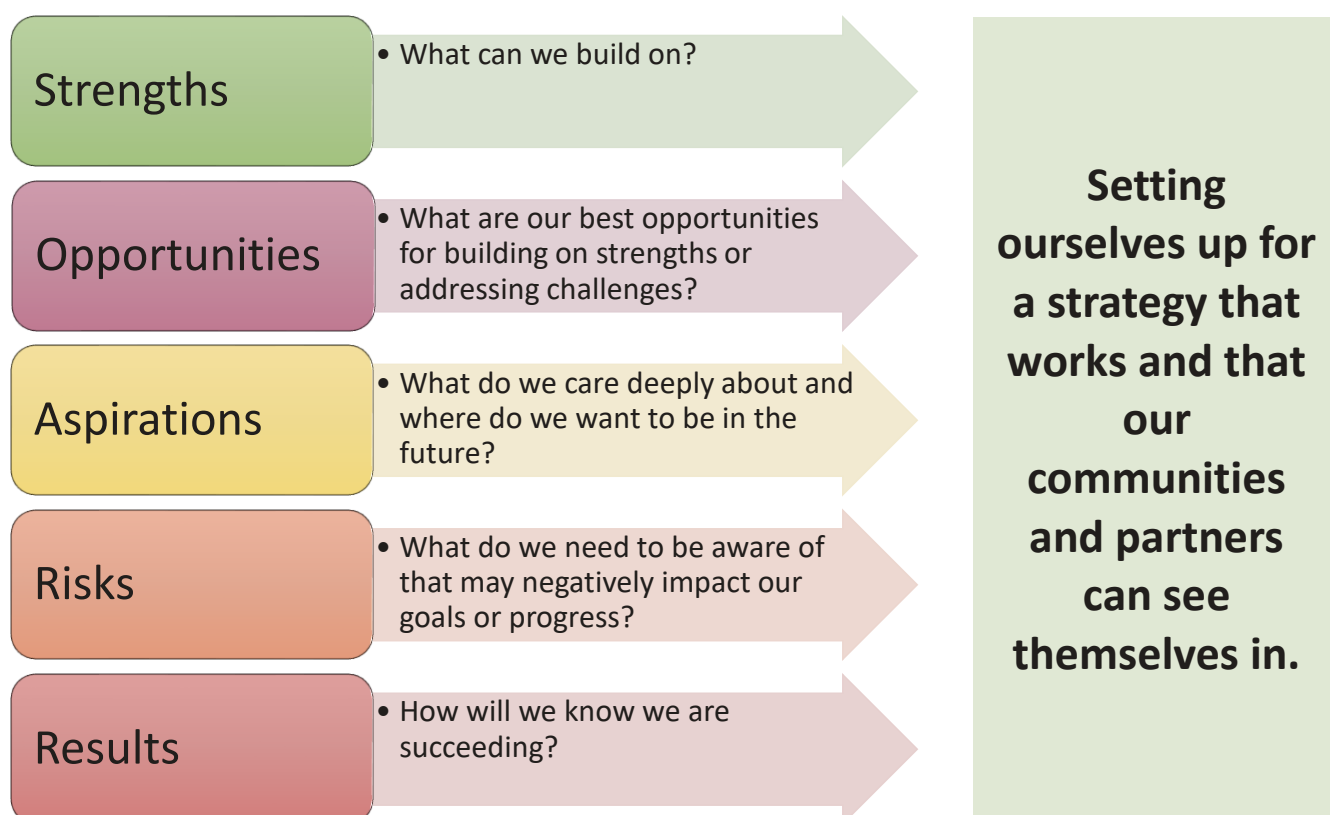 Strengths
• What can we build on?
Opportunities
• What are our best opportunities
for building on strengths or
addressing challenges?
Aspirations
• What do we care deeply about and
where do we want to be in the
future?
Risks
• What do we need to be aware of
that may negatively impact our
goals or progress?
Results
• How will we know we are
succeeding?
Setting
ourselves up for
a strategy that
works and that
our
communities
and partners
can see
themselves in.